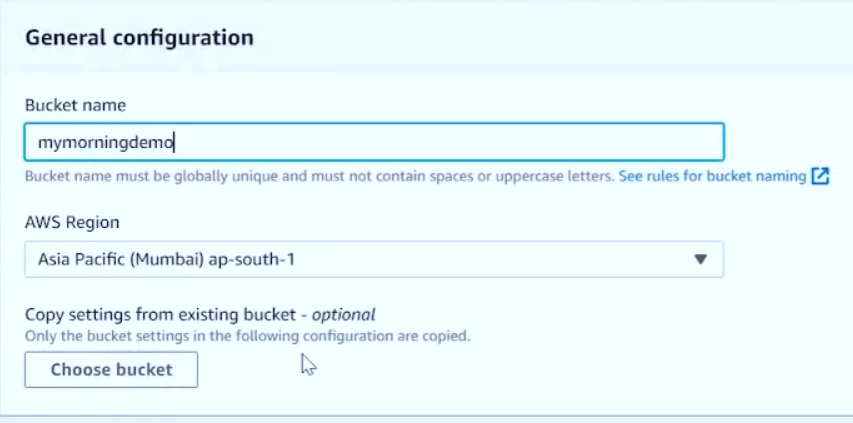 General configuration
Bucket name
mymorningdemo
Bucket name must be globally unique and must not contain spaces or uppercase letters. See rules for bucket naming
AWS Region
Asia Pacific (Mumbai) ap-south-1
Copy settings from existing bucket - optional
Only the bucket settings in the following configuration are copied.
Choose bucket